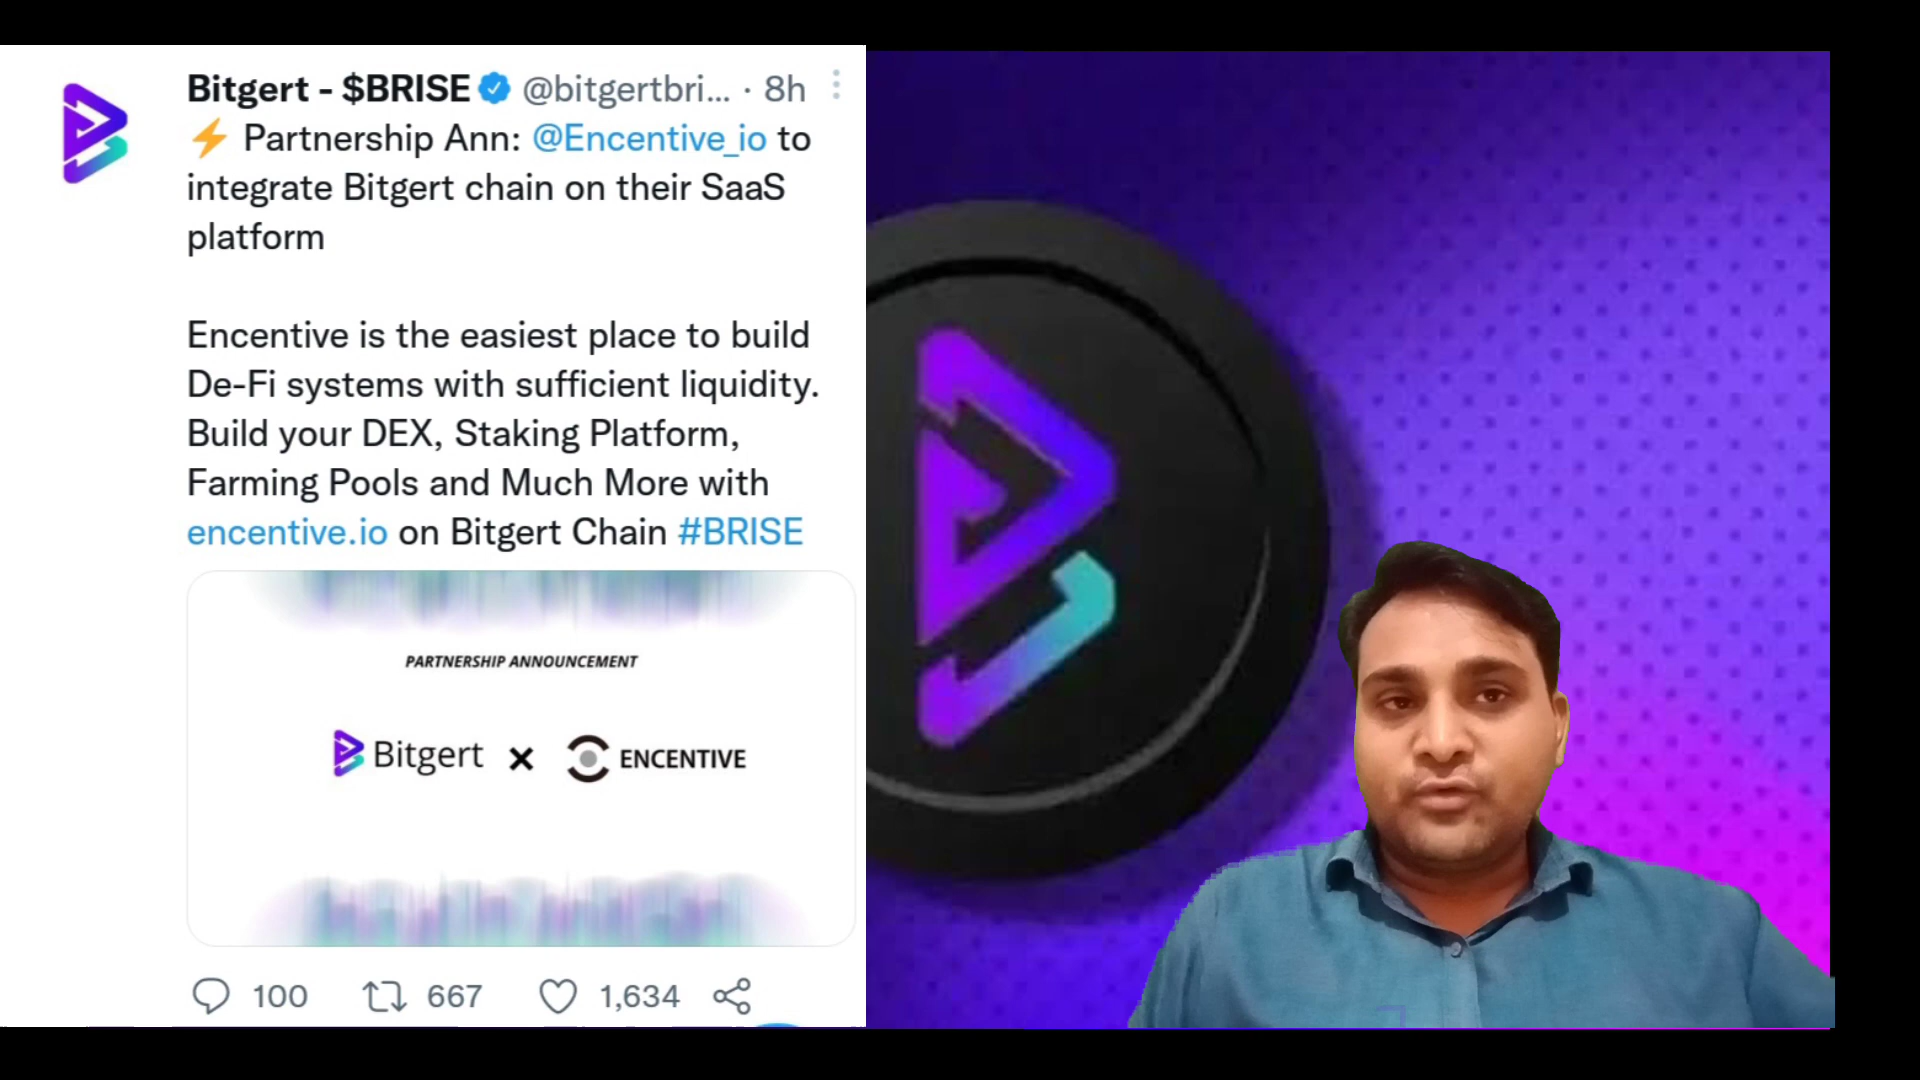 Bitgert - $BRISE @bitgertbri... · 8h
⚡ Partnership Ann: @Encentive_io to
integrate Bitgert chain on their SaaS
platform
Encentive is the easiest place to build
De-Fi systems with sufficient liquidity.
Build your DEX, Staking Platform,
Farming Pools and Much More with
encentive.io on Bitgert Chain #BRISE
PARTNERSHIP ANNOUNCEMENT
Bitgert × ENCENTIVE
100 667 1,634